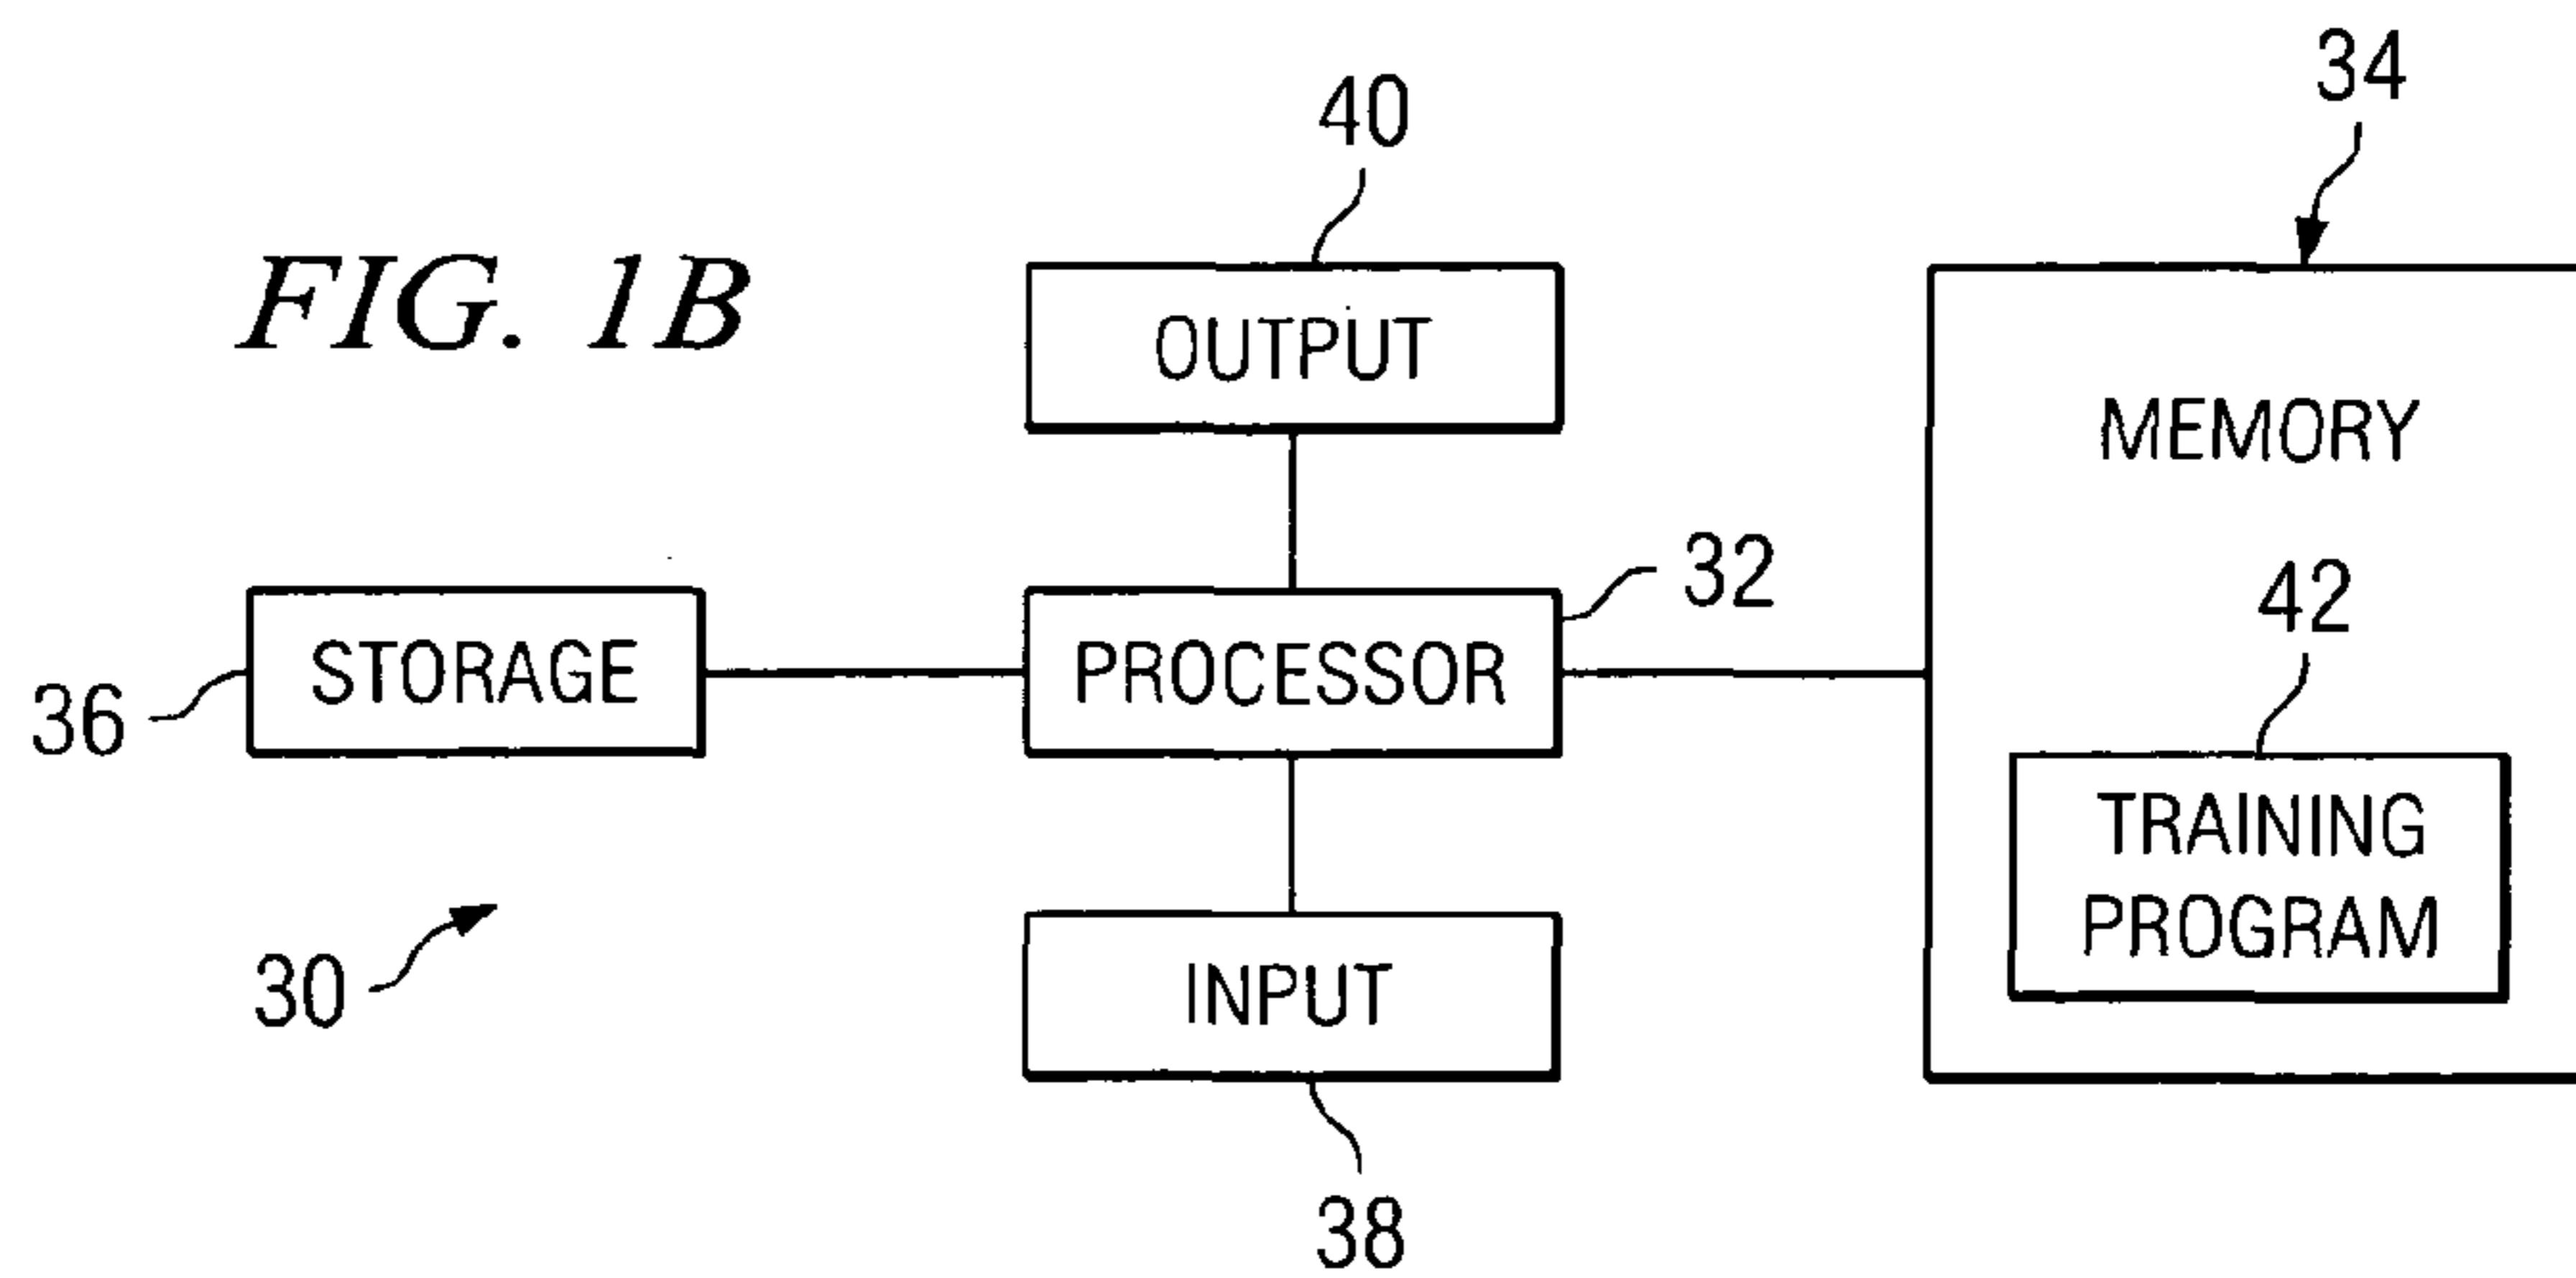 34
40
FIG. 1B
OUTPUT
MEMORY
32
42
STORAGE
PROCESSOR
36
TRAINING
PROGRAM
30
INPUT
38